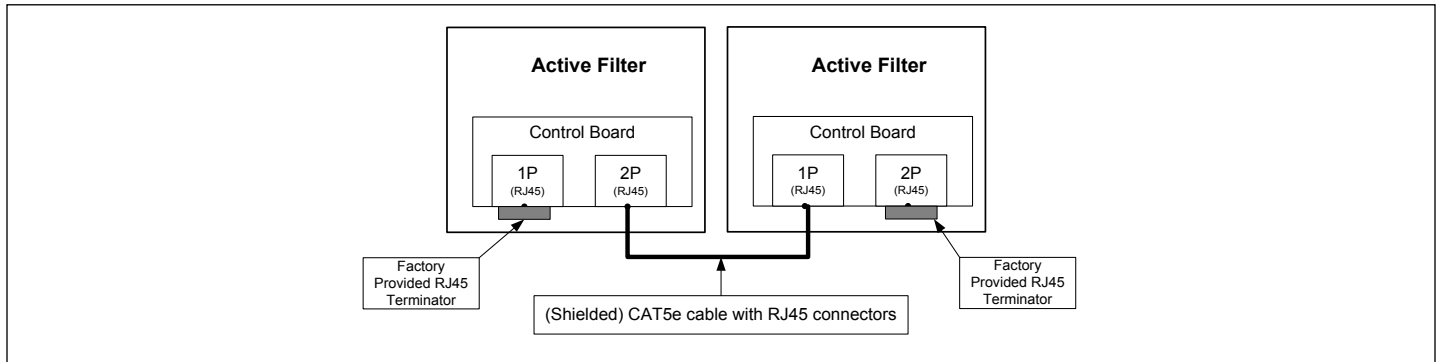 Active Filter
Control Board
1P
(RJ45)
2P
(RJ45)
Active Filter
Control Board
1P
(RJ45)
2P
(RJ45)
Factory
Provided RJ45
Terminator
Factory
Provided RJ45
Terminator
(Shielded) CAT5e cable with RJ45 connectors